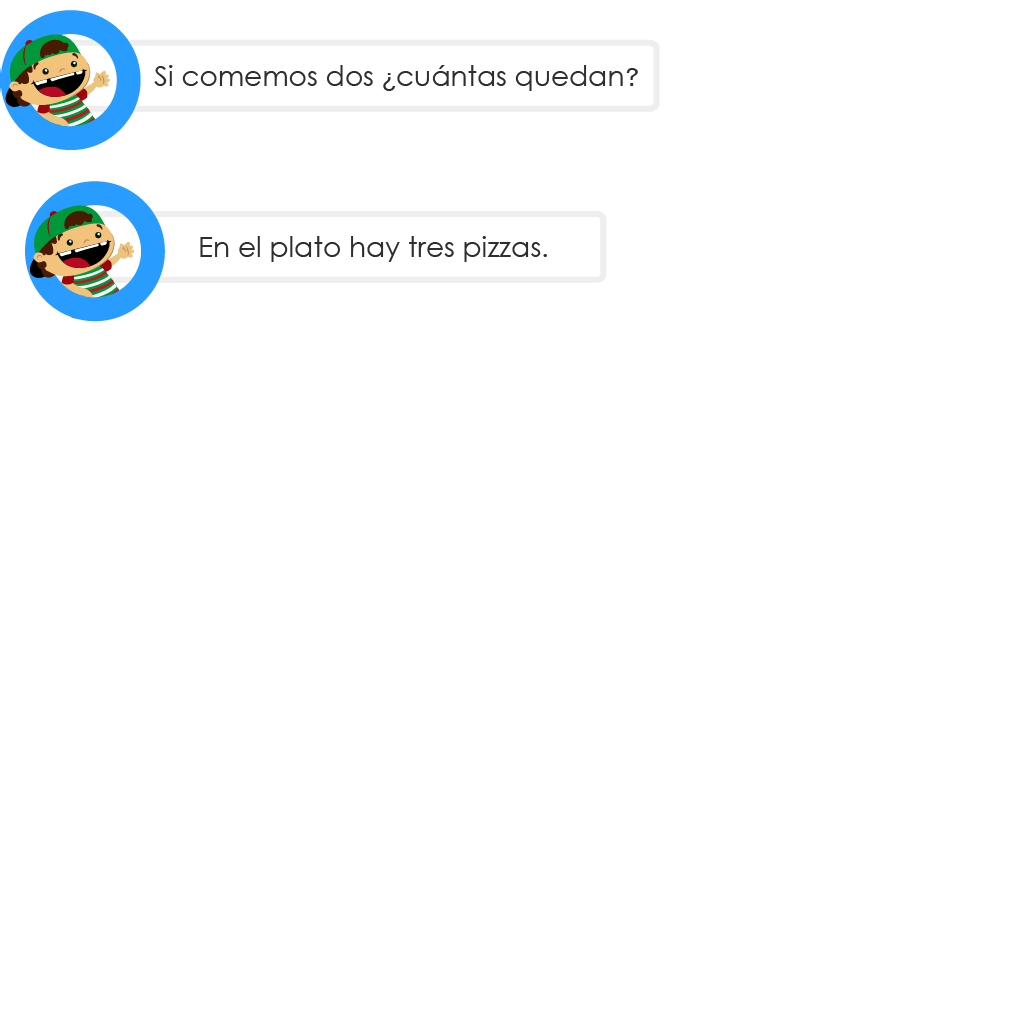 Si comemos dos ¿cuántas quedan?
En el plato hay tres pizzas.